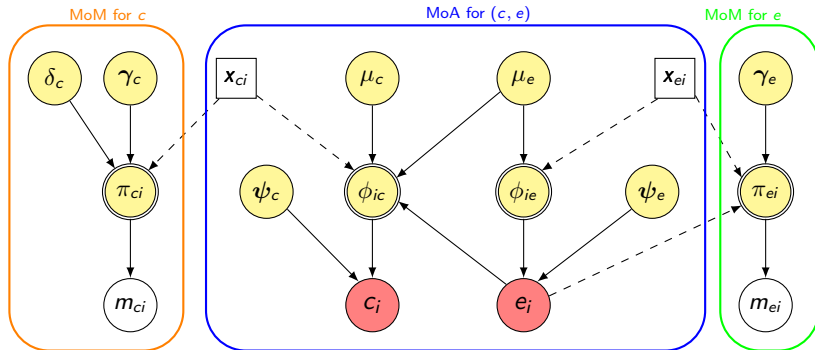 MoM for c
MoA for (c, e)
MoM for e
δc γc xci μc μe xei γe
πci ψc ϕic ϕie ψe πei
mci ci ei mei